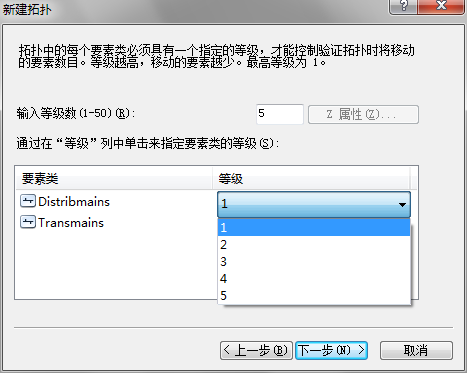 新建拓扑
拓扑中的每个要素类必须具有一个指定的等级，才能控制验证拓扑时将移动
的要素数目。等级越高，移动的要素越少。最高等级为 1。
输入等级数(1-50)(R): 5 Z 属性(Z)...
通过在“等级”列中单击来指定要素类的等级(S):
要素类 等级
Distribmains 1
Transmains 1
2
3
4
5
< 上一步(B) 下一步(N) > 取消